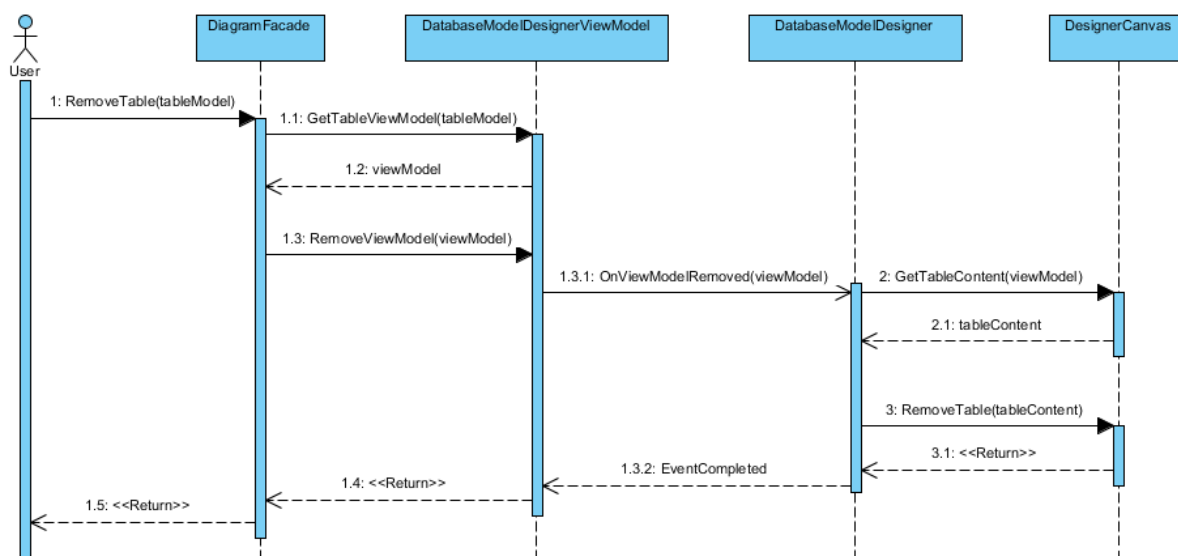 DiagramFacade
DatabaseModelDesignerViewModel
DatabaseModelDesigner
DesignerCanvas
User
1: RemoveTable(tableModel)
1.1: GetTableViewModel(tableModel)
1.2: viewModel
1.3: RemoveViewModel(viewModel)
1.3.1: OnViewModelRemoved(viewModel)
2: GetTableContent(viewModel)
2.1: tableContent
3: RemoveTable(tableContent)
3.1: <<Return>>
1.3.2: EventCompleted
1.4: <<Return>>
1.5: <<Return>>